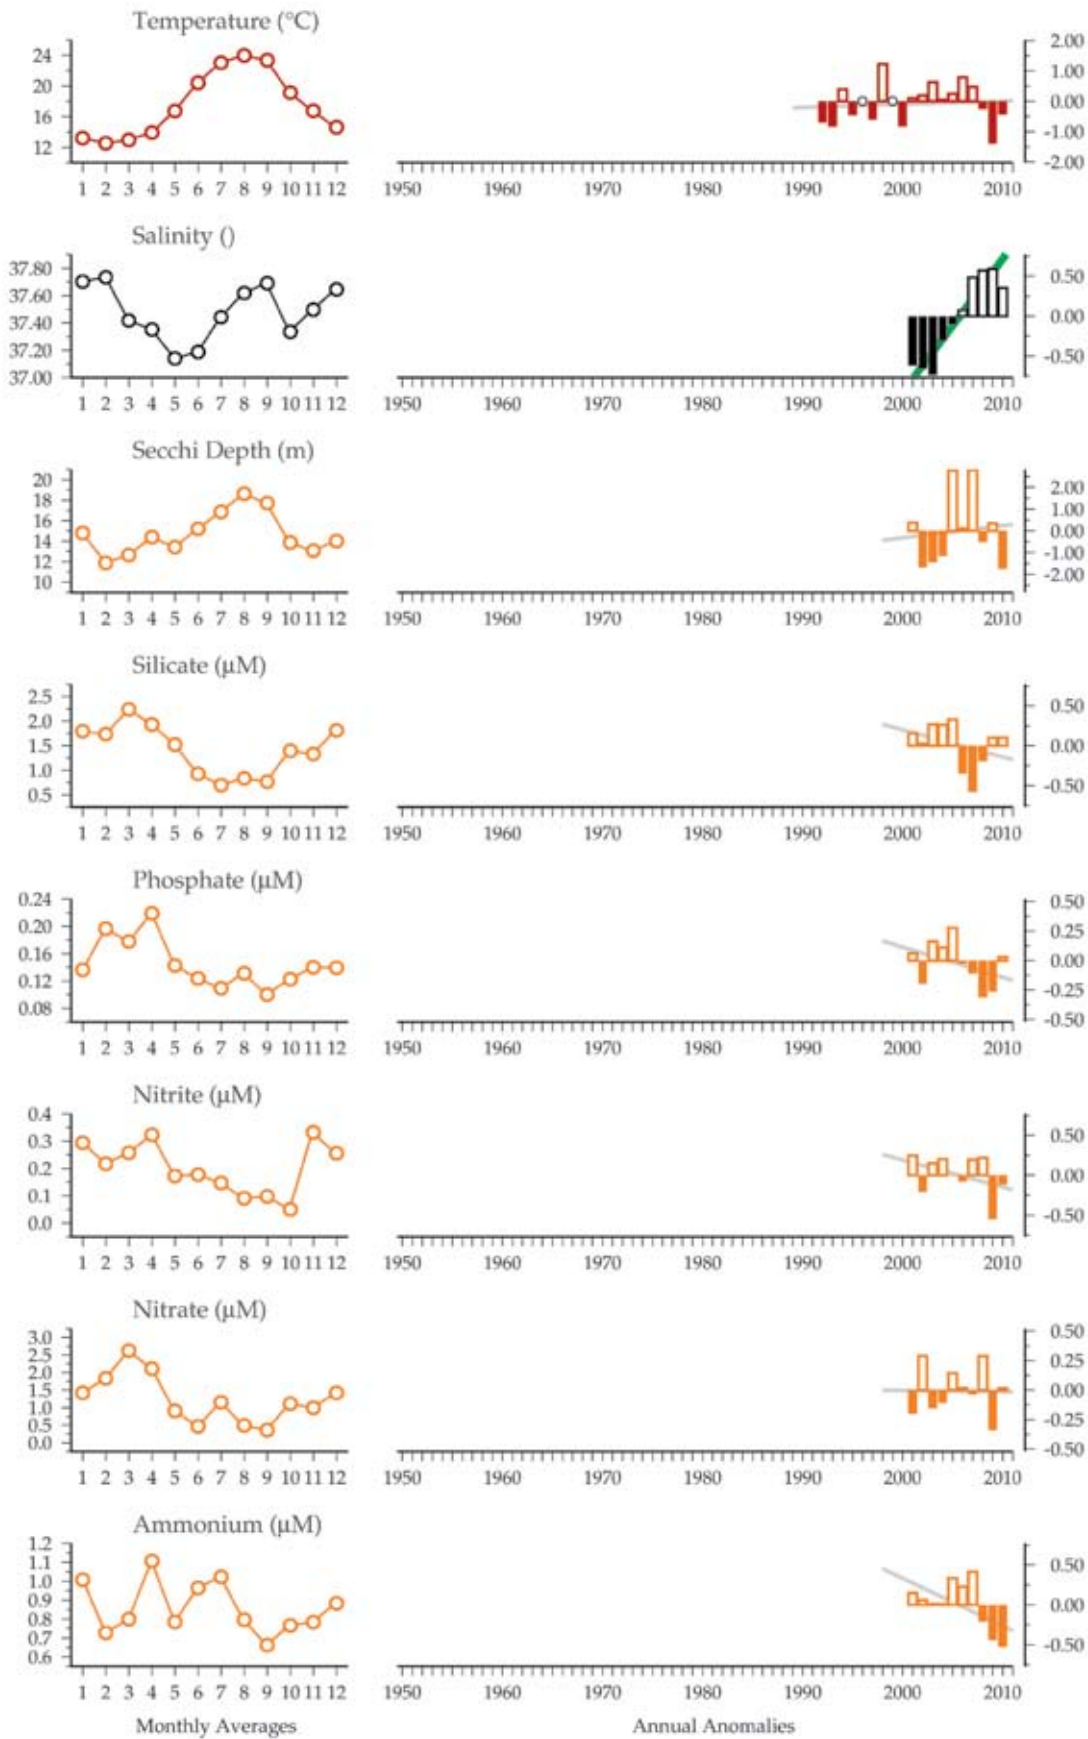 Temperature (°C)
24
20
16
12
2.00
1.00
0.00
-1.00
-2.00
1 2 3 4 5 6 7 8 9 10 11 12
1950 1960 1970 1980 1990 2000 2010
Salinity ()
37.80
37.60
37.40
37.20
37.00
0.50
0.00
-0.50
1 2 3 4 5 6 7 8 9 10 11 12
1950 1960 1970 1980 1990 2000 2010
Secchi Depth (m)
20
18
16
14
12
10
2.00
1.00
0.00
-1.00
-2.00
1 2 3 4 5 6 7 8 9 10 11 12
1950 1960 1970 1980 1990 2000 2010
Silicate (µM)
2.5
2.0
1.5
1.0
0.5
0.50
0.00
-0.50
1 2 3 4 5 6 7 8 9 10 11 12
1950 1960 1970 1980 1990 2000 2010
Phosphate (µM)
0.24
0.20
0.16
0.12
0.08
0.50
0.25
0.00
-0.25
-0.50
1 2 3 4 5 6 7 8 9 10 11 12
1950 1960 1970 1980 1990 2000 2010
Nitrite (µM)
0.4
0.3
0.2
0.1
0.0
0.50
0.00
-0.50
1 2 3 4 5 6 7 8 9 10 11 12
1950 1960 1970 1980 1990 2000 2010
Nitrate (µM)
3.0
2.5
2.0
1.5
1.0
0.5
0.0
0.50
0.25
0.00
-0.25
-0.50
1 2 3 4 5 6 7 8 9 10 11 12
1950 1960 1970 1980 1990 2000 2010
Ammonium (µM)
1.2
1.1
1.0
0.9
0.8
0.7
0.6
0.50
0.00
-0.50
1 2 3 4 5 6 7 8 9 10 11 12
1950 1960 1970 1980 1990 2000 2010
Monthly Averages
Annual Anomalies